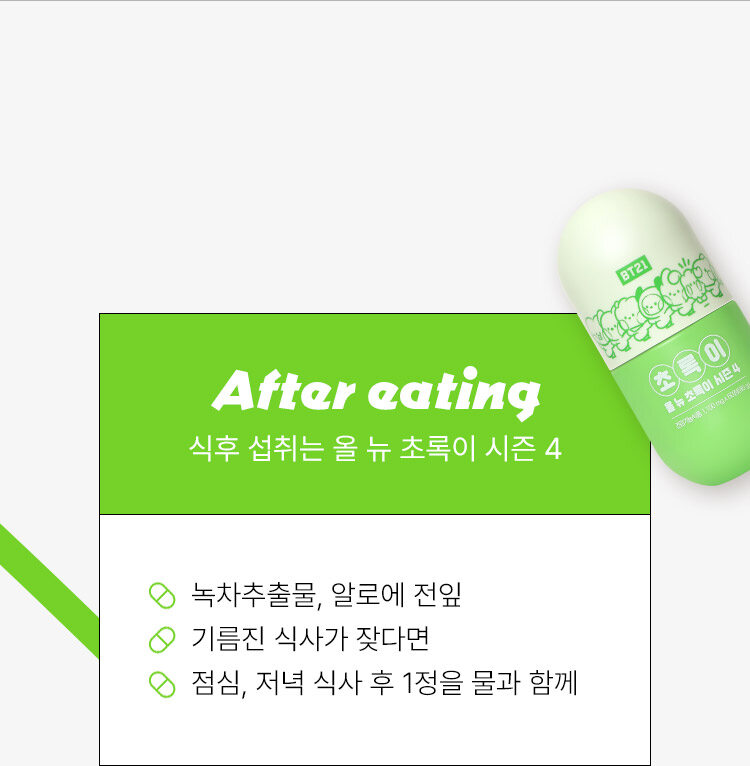 BT21
초록이
올 뉴 초록이 시즌 4
After eating
식후 섭취는 올 뉴 초록이 시즌 4
녹차추출물, 알로에 전잎
기름진 식사가 잦다면
점심, 저녁 식사 후 1정을 물과 함께